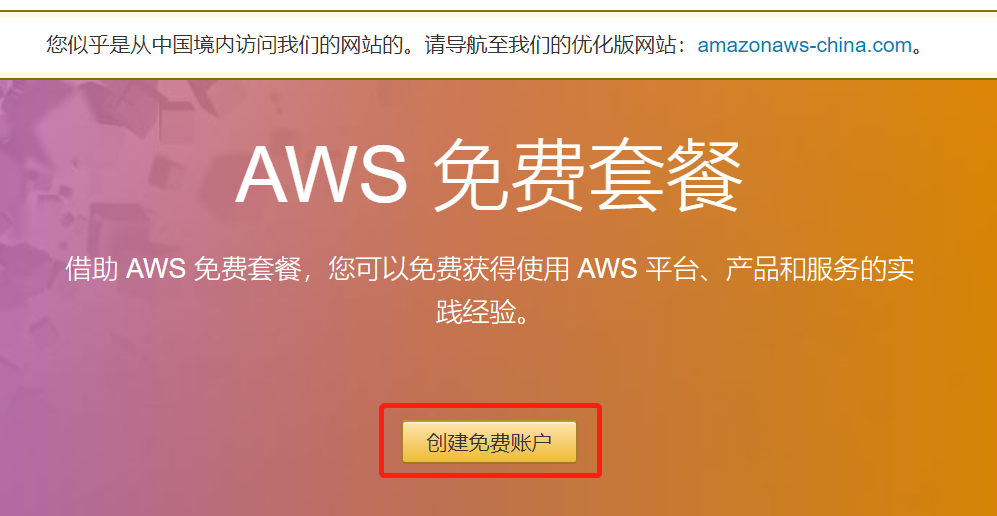 您似乎是从中国境内访问我们的网站的。请导航至我们的优化版网站：amazonaws-china.com。
AWS 免费套餐
借助 AWS 免费套餐，您可以免费获得使用 AWS 平台、产品和服务的实
践经验。
创建免费账户